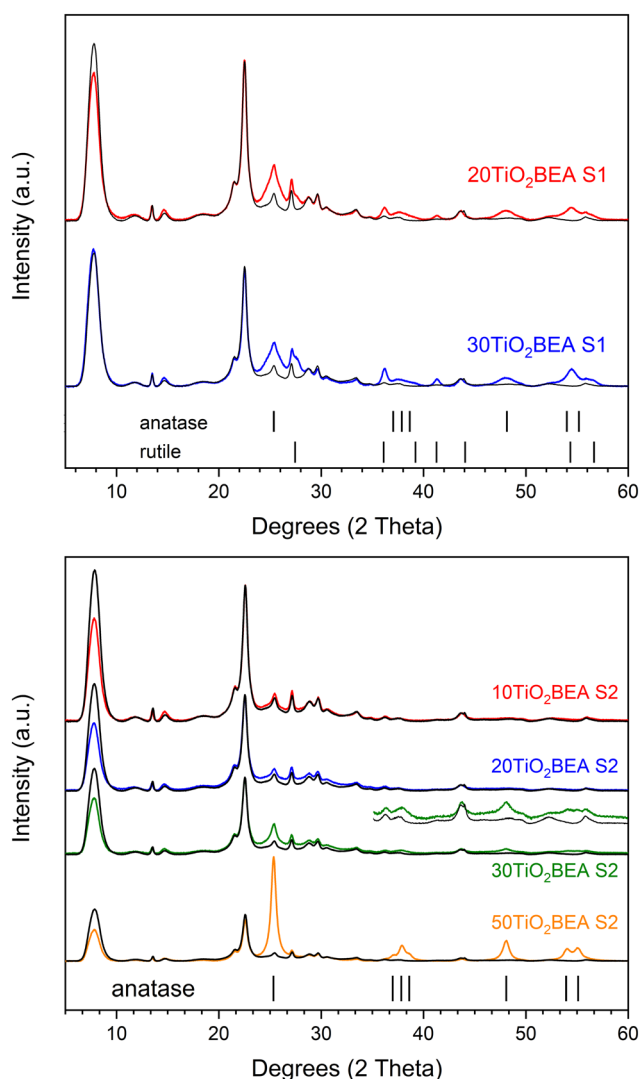 Intensity (a.u.)
20TiO₂BEA S1
30TiO₂BEA S1
anatase
rutile
10 20 30 40 50 60
Degrees (2 Theta)
Intensity (a.u.)
10TiO₂BEA S2
20TiO₂BEA S2
30TiO₂BEA S2
50TiO₂BEA S2
anatase
10 20 30 40 50 60
Degrees (2 Theta)